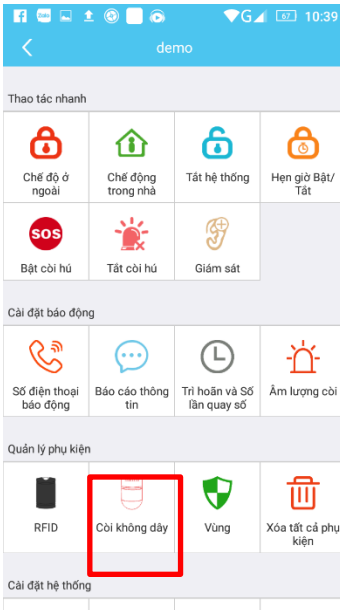 G 67 10:39
demo
Thao tác nhanh
Chế độ ở ngoài
Chế động trong nhà
Tắt hệ thống
Hẹn giờ Bật/ Tắt
SOS
Bật còi hú
Tắt còi hú
Giám sát
Cài đặt báo động
Số điện thoại báo động
Báo cáo thông tin
Trì hoãn và Số lần quay số
Âm lượng còi
Quản lý phụ kiện
RFID
Còi không dây
Vùng
Xóa tất cả phụ kiện
Cài đặt hệ thống